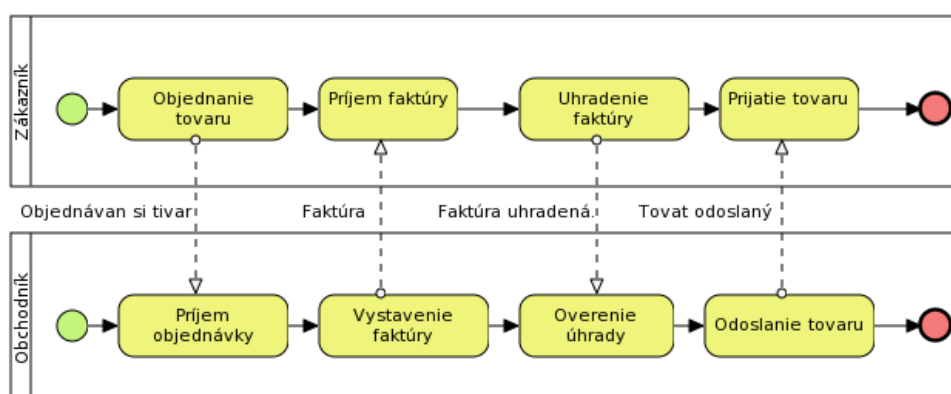 Zákazník
Objednanie
tovaru
Príjem faktúry
Uhradenie
faktúry
Prijatie tovaru
Objednávan si tivar
Faktúra
Faktúra uhradená.
Tovat odoslaný
Obchodník
Príjem
objednávky
Vystavenie
faktúry
Overenie
úhrady
Odoslanie tovaru